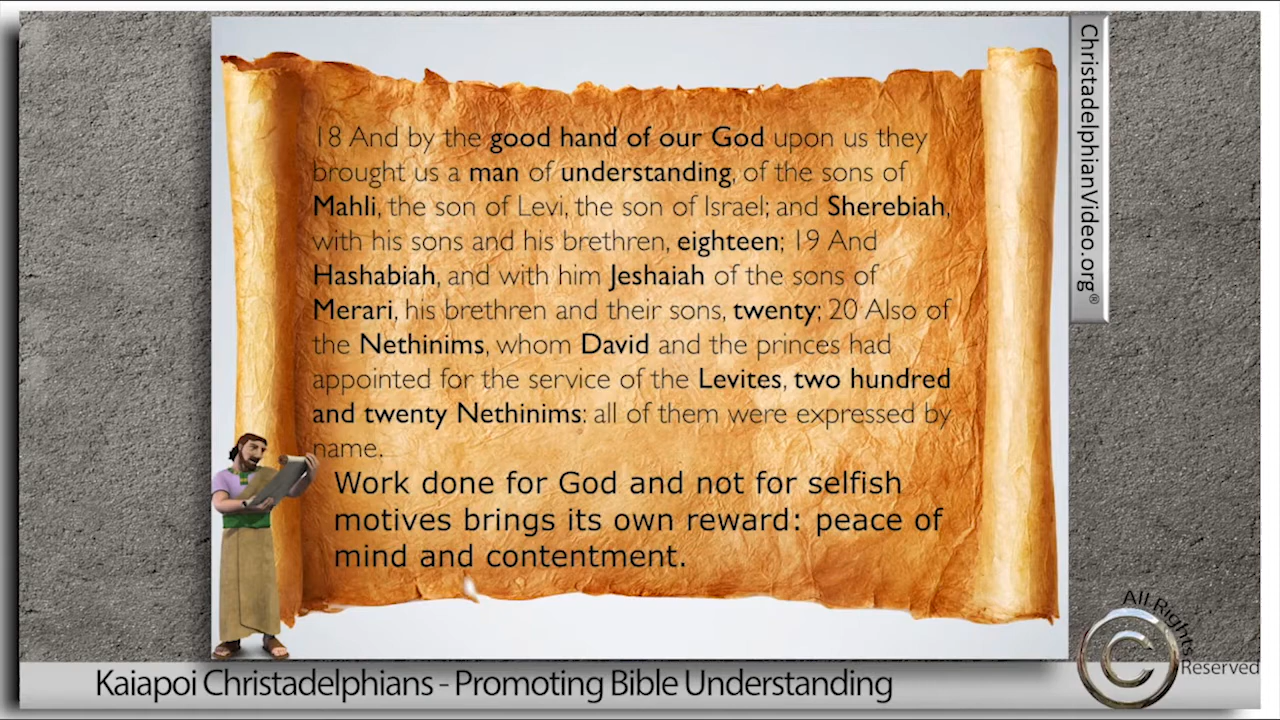 18 And by the good hand of our God upon us they
brought us a man of understanding, of the sons of
Mahli, the son of Levi, the son of Israel; and Sherebiah,
with his sons and his brethren, eighteen; 19 And
Hashabiah, and with him Jeshaiah of the sons of
Merari, his brethren and their sons, twenty; 20 Also of
the Nethinims, whom David and the princes had
appointed for the service of the Levites, two hundred
and twenty Nethinims: all of them were expressed by
name.
Work done for God and not for selfish
motives brings its own reward: peace of
mind and contentment.
ChristadelphianVideo.org®
All Rights
C
Reserved
Kaiapoi Christadelphians - Promoting Bible Understanding